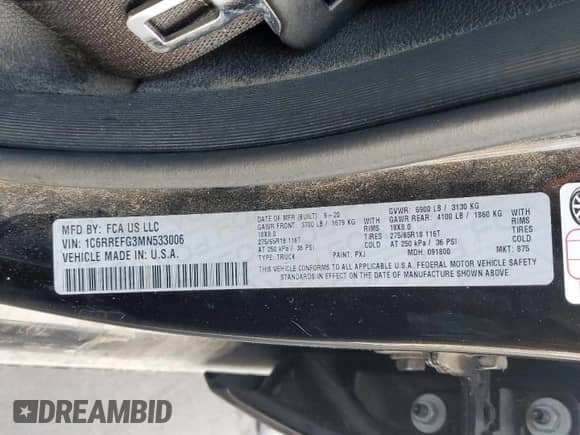 MFD BY: FCA US LLC
VIN: 1C6RREFG3MN533006
VEHICLE MADE IN: U.S.A.
DATE OF MFR (BUILT) 9-20
GAWR FRONT: 3700 LB / 1679 KG
18X8.0
275/65R18 116T
AT 250 kPa / 36 PSI
TYPE: TRUCK
WITH
RIMS
TIRES
COLD
PAINT: PXJ
GVWR: 6900 LB / 3130 KG
GAWR REAR: 4100 LB / 1860 KG
18X8.0
275/65R18 116T
AT 250 kPa / 36 PSI
MDH: 091800
WITH
RIMS
TIRES
COLD
MKT: 875
THIS VEHICLE CONFORMS TO ALL APPLICABLE U.S.A. FEDERAL MOTOR VEHICLE SAFETY
STANDARDS IN EFFECT ON THE DATE OF MANUFACTURE SHOWN ABOVE.
DREAMBID